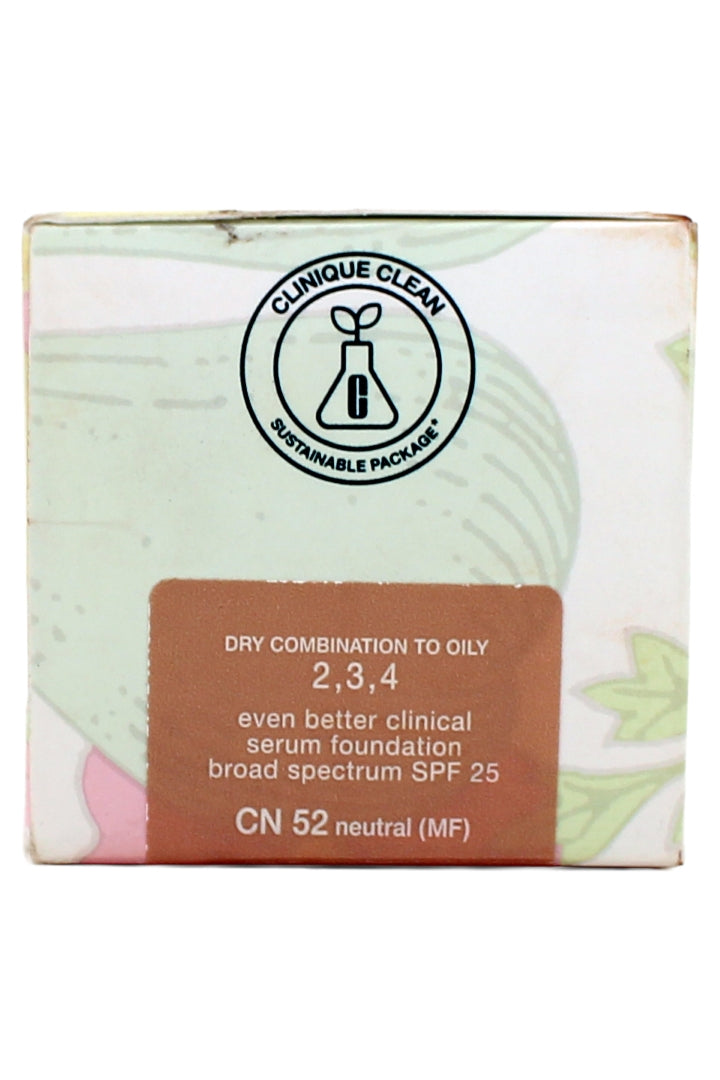 CLINIQUE CLEAN
C
SUSTAINABLE PACKAGE*
DRY COMBINATION TO OILY
2,3,4
even better clinical
serum foundation
broad spectrum SPF 25
CN 52 neutral (MF)